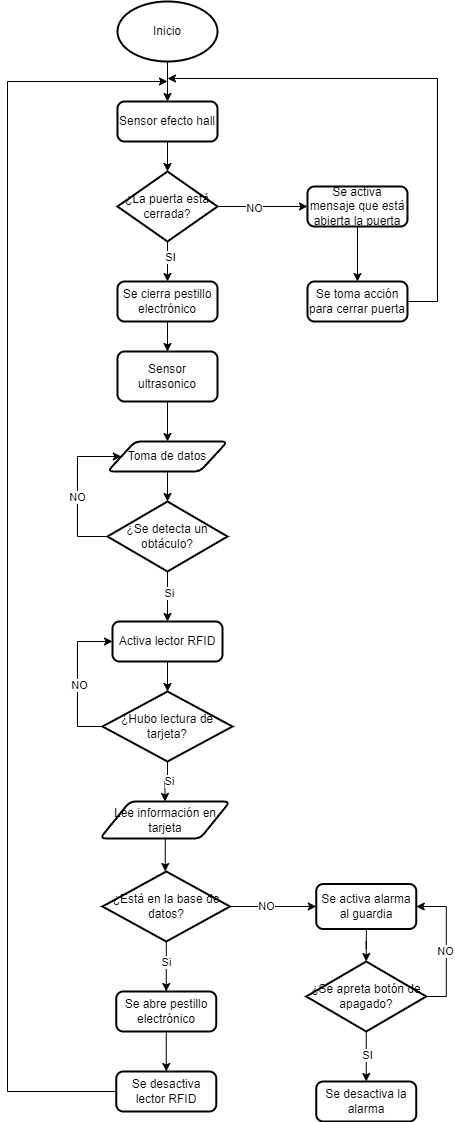 Inicio
Sensor efecto hall
¿La puerta está
cerrada?
NO
Se activa
mensaje que está
abierta la puerta
SI
Se cierra pestillo
electrónico
Se toma acción
para cerrar puerta
Sensor
ultrasonico
Toma de datos
NO
¿Se detecta un
obtáculo?
Si
Activa lector RFID
NO
¿Hubo lectura de
tarjeta?
Si
Lee información en
tarjeta
¿Está en la base de
datos?
NO
Se activa alarma
al guardia
NO
Si
¿Se apreta botón de
apagado?
Se abre pestillo
electrónico
SI
Se desactiva
lector RFID
Se desactiva la
alarma